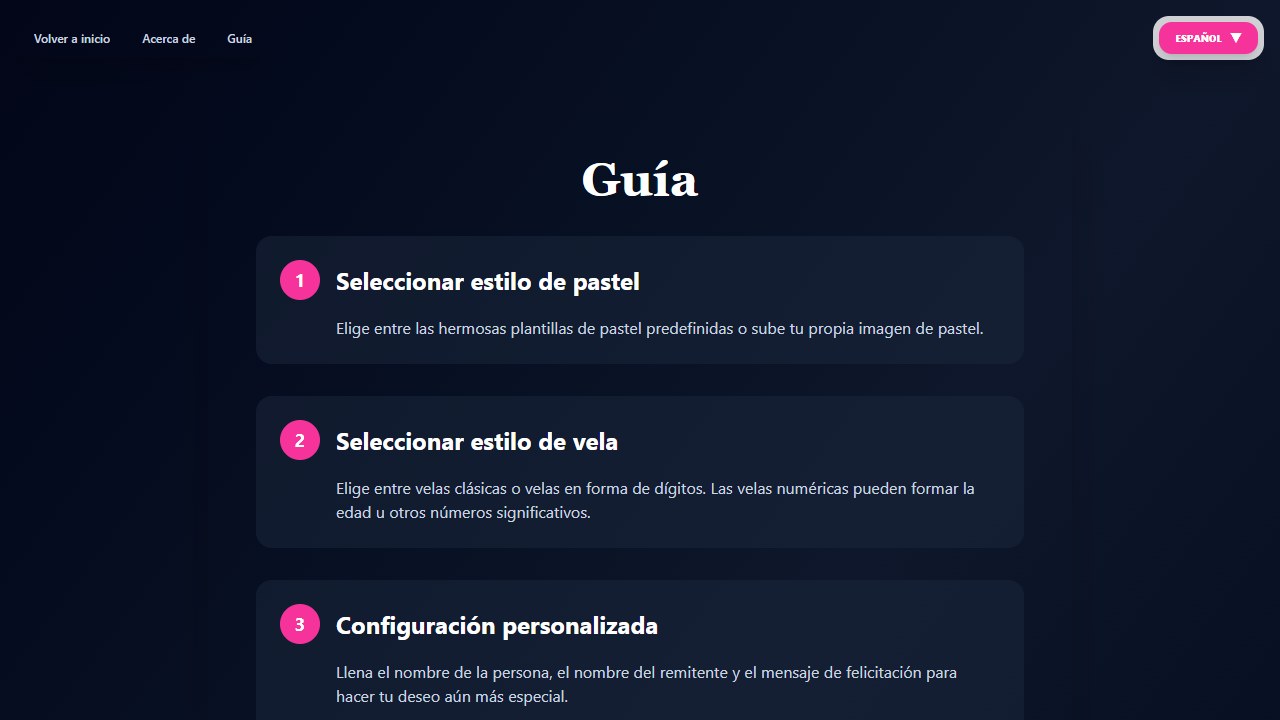 Volver a inicio
Acerca de
Guía
ESPAÑOL ▼
Guía
1
Seleccionar estilo de pastel
Elige entre las hermosas plantillas de pastel predefinidas o sube tu propia imagen de pastel.
2
Seleccionar estilo de vela
Elige entre velas clásicas o velas en forma de dígitos. Las velas numéricas pueden formar la
edad u otros números significativos.
3
Configuración personalizada
Llena el nombre de la persona, el nombre del remitente y el mensaje de felicitación para
hacer tu deseo aún más especial.